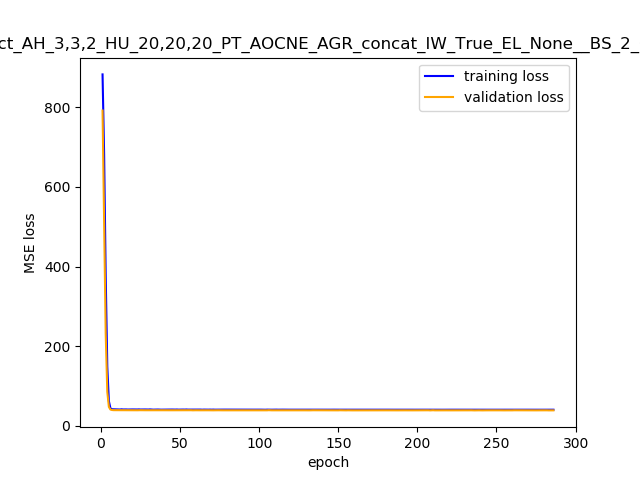 ct_AH_3,3,2_HU_20,20,20_PT_AOCNE_AGR_concat_IW_True_EL_None__BS_2_
training loss
validation loss
800
600
400
200
0
MSE loss
0 50 100 150 200 250 300
epoch